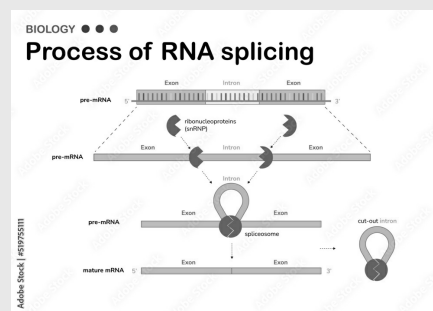 BIOLOGY
Process of RNA splicing
Exon Intron Exon
pre-mRNA 5' 3'
ribonucleoproteins
(snRNP)
Exon Intron Exon
pre-mRNA
Intron
Exon Exon
pre-mRNA
spliceosome
cut-out intron
Exon Exon
mature mRNA 5' 3'
Adobe Stock | #519755111